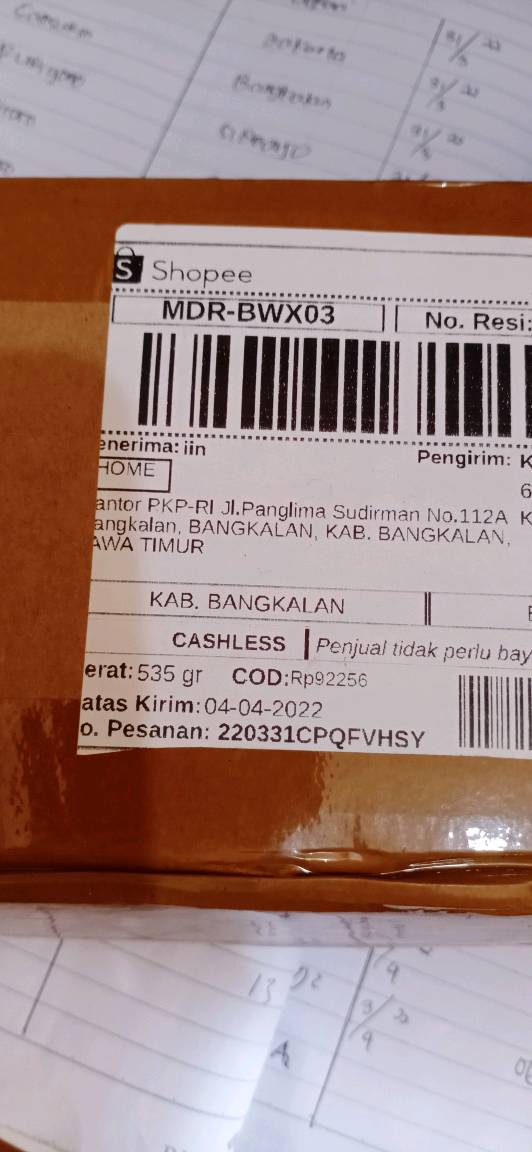 Bangkalan
S Shopee
MDR-BWX03 No. Resi:
enerima: iin
Pengirim: K
HOME
6
antor PKP-RI Jl.Panglima Sudirman No.112A K
angkalan, BANGKALAN, KAB. BANGKALAN,
AWA TIMUR
KAB. BANGKALAN
CASHLESS Penjual tidak perlu bay
erat: 535 gr COD:Rp92256
atas Kirim: 04-04-2022
o. Pesanan: 220331CPQFVHSY
13